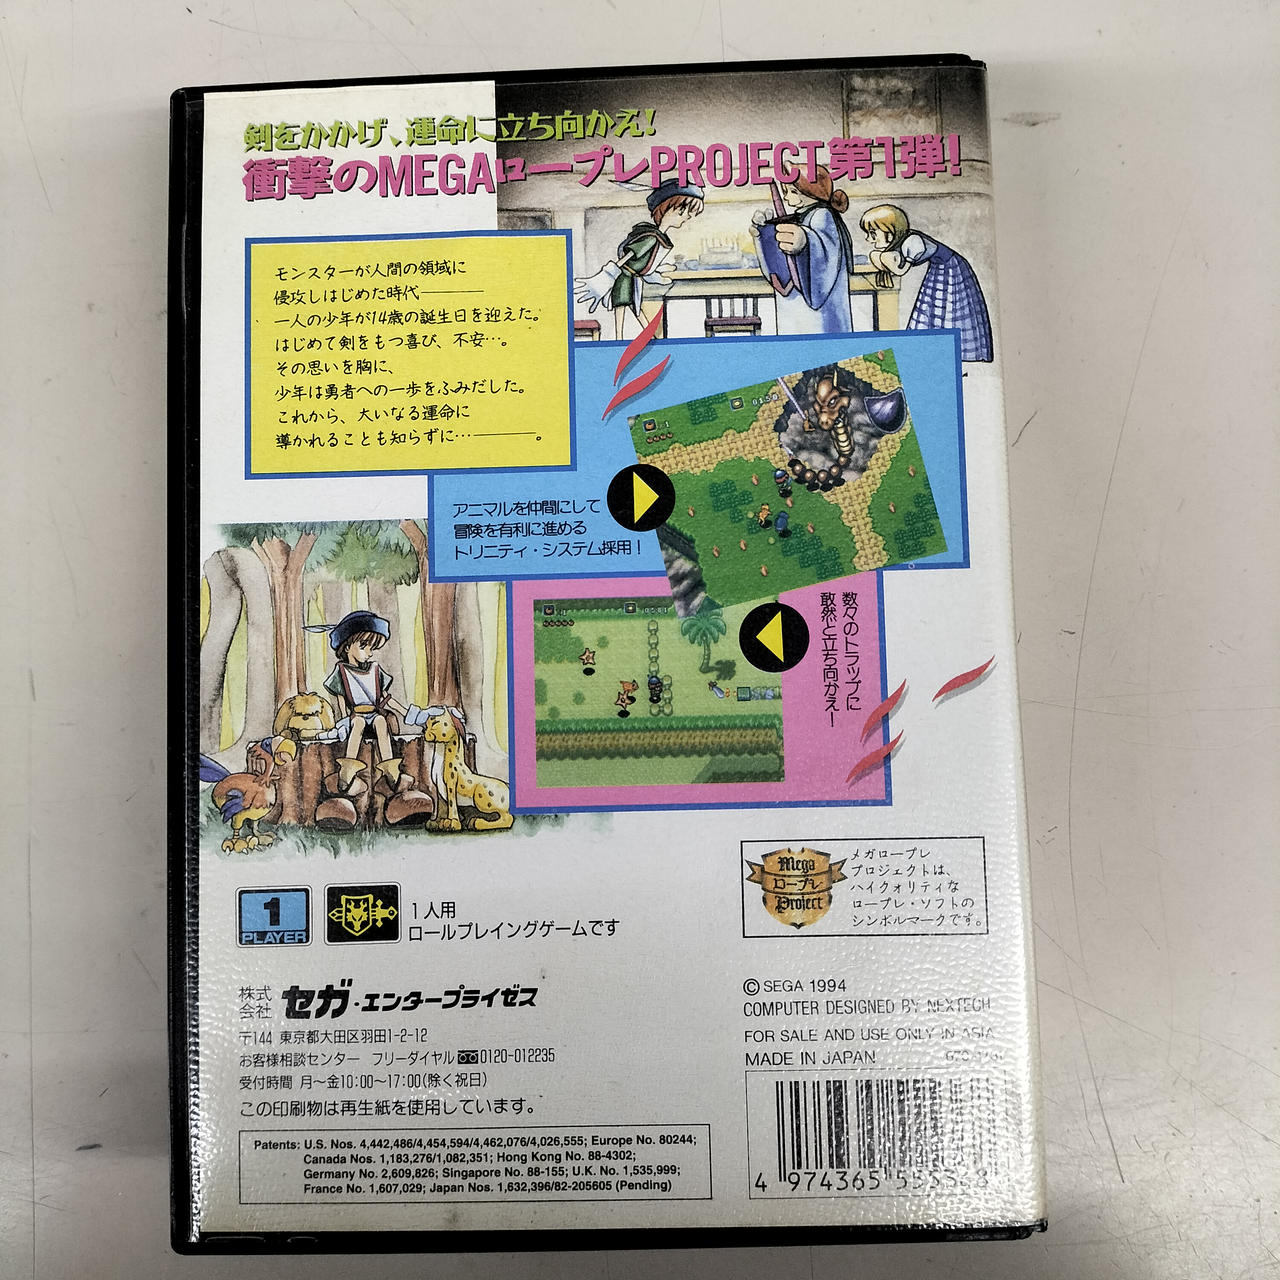 剣をかかげ、運命に立ち向かえ!
衝撃のMEGAロープレPROJECT第1弾!
モンスターが人間の領域に
侵攻しはじめた時代———
一人の少年が14歳の誕生日を迎えた。
はじめて剣をもつ喜び、不安…。
その思いを胸に、
少年は勇者への一歩をふみだした。
これから、大いなる運命に
導かれることも知らずに…———。
アニマルを仲間にして
冒険を有利に進める
トリニティ・システム採用!
数々のトラップに
敢然と立ち向かえ!
Mega
ロープレ
Project
メガロープレ
プロジェクトは、
ハイクォリティな
ロープレ・ソフトの
シンボルマークです。
1
PLAYER
1人用
ロールプレイングゲームです
株式会社 セガ・エンタープライゼス
〒144 東京都大田区羽田1-2-12
お客様相談センター フリーダイヤル 0120-012235
受付時間 月〜金10:00〜17:00(除く祝日)
この印刷物は再生紙を使用しています。
Patents: U.S. Nos. 4,442,486/4,454,594/4,462,076/4,026,555; Europe No. 80244;
Canada Nos. 1,183,276/1,082,351; Hong Kong No. 88-4302;
Germany No. 2,609,826; Singapore No. 88-155; U.K. No. 1,535,999;
France No. 1,607,029; Japan Nos. 1,632,396/82-205605 (Pending)
© SEGA 1994
COMPUTER DESIGNED BY NEXTECH
FOR SALE AND USE ONLY IN ASIA
MADE IN JAPAN
4 974365